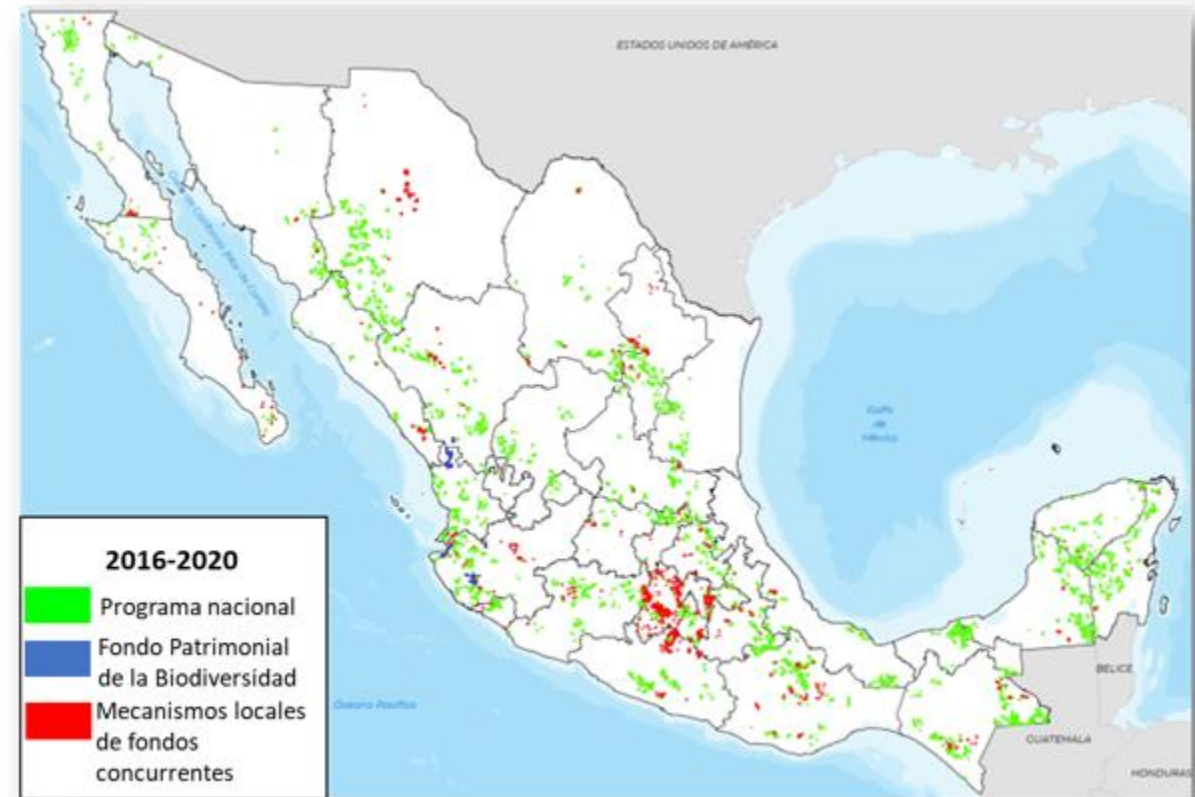 ESTADOS UNIDOS DE AMÉRICA
Golfo
de
México
BELICE
GUATEMALA
HONDURAS
Océano Pacífico
2016-2020
Programa nacional
Fondo Patrimonial
de la Biodiversidad
Mecanismos locales
de fondos
concurrentes